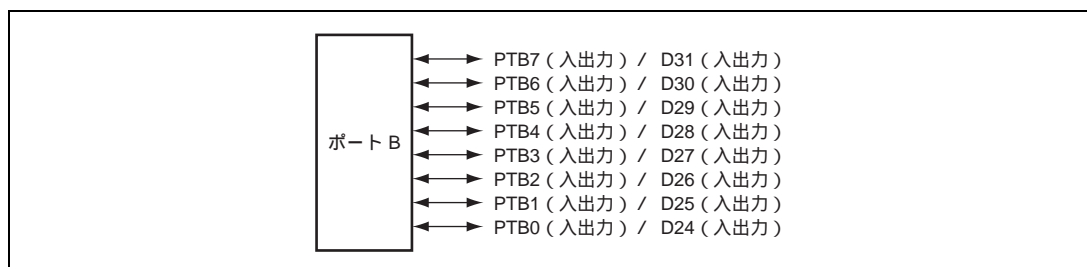 ポート B
PTB7（入出力）/ D31（入出力）
PTB6（入出力）/ D30（入出力）
PTB5（入出力）/ D29（入出力）
PTB4（入出力）/ D28（入出力）
PTB3（入出力）/ D27（入出力）
PTB2（入出力）/ D26（入出力）
PTB1（入出力）/ D25（入出力）
PTB0（入出力）/ D24（入出力）